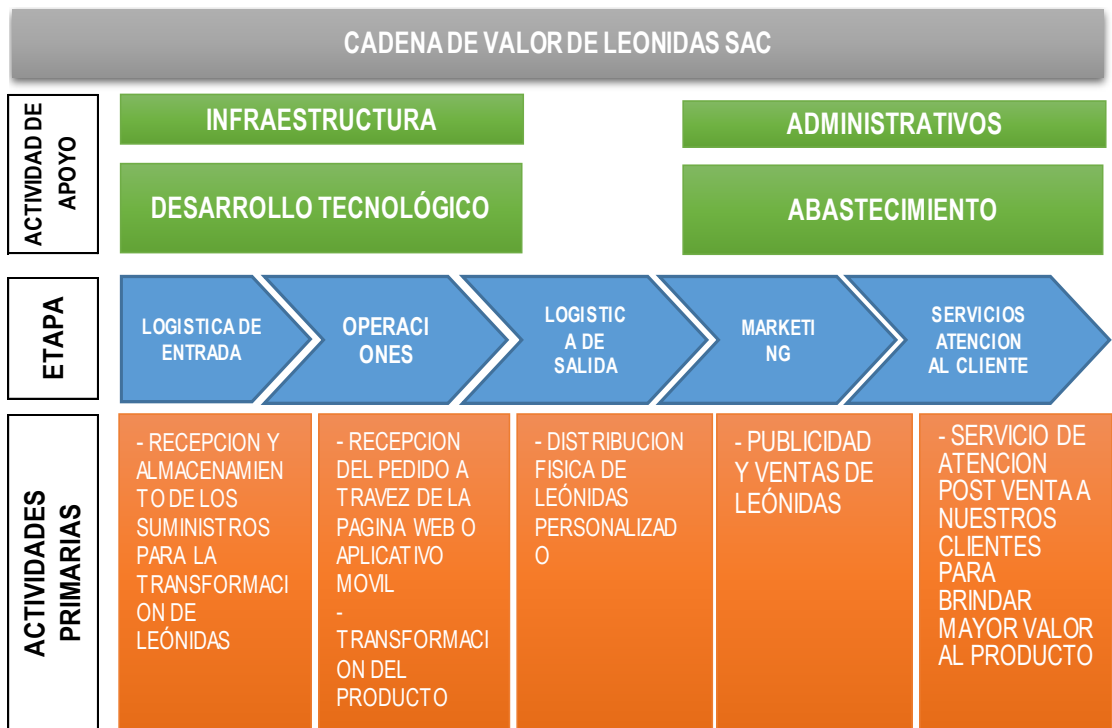 CADENA DE VALOR DE LEONIDAS SAC
ACTIVIDAD DE
APOYO
INFRAESTRUCTURA
ADMINISTRATIVOS
DESARROLLO TECNOLÓGICO
ABASTECIMIENTO
ETAPA
LOGISTICA DE
ENTRADA
OPERACI
ONES
LOGISTIC
A DE
SALIDA
MARKETI
NG
SERVICIOS
ATENCION
AL CLIENTE
ACTIVIDADES
PRIMARIAS
- RECEPCION Y
ALMACENAMIEN
TO DE LOS
SUMINISTROS
PARA LA
TRANSFORMACI
ON DE
LEÓNIDAS
- RECEPCION
DEL PEDIDO A
TRAVEZ DE LA
PAGINA WEB O
APLICATIVO
MOVIL
-
TRANSFORMACI
ON DEL
PRODUCTO
- DISTRIBUCION
FISICA DE
LEÓNIDAS
PERSONALIZAD
O
- PUBLICIDAD
Y VENTAS DE
LEÓNIDAS
- SERVICIO DE
ATENCION
POST VENTA A
NUESTROS
CLIENTES
PARA
BRINDAR
MAYOR VALOR
AL PRODUCTO